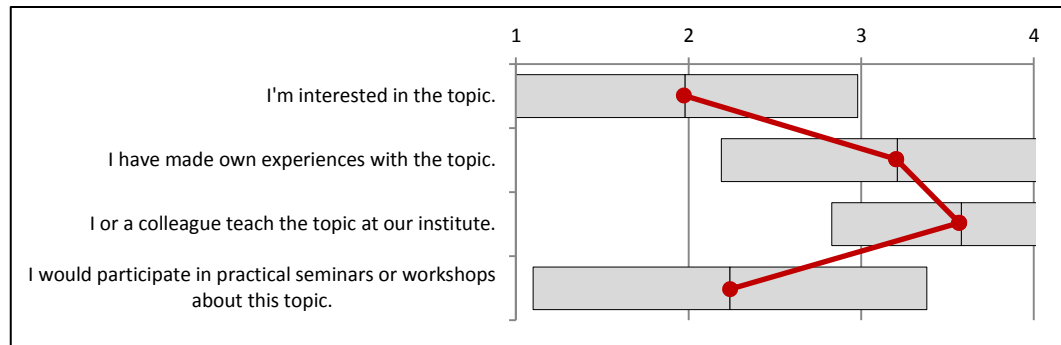 1 2 3 4
I'm interested in the topic.
I have made own experiences with the topic.
I or a colleague teach the topic at our institute.
I would participate in practical seminars or workshops
about this topic.